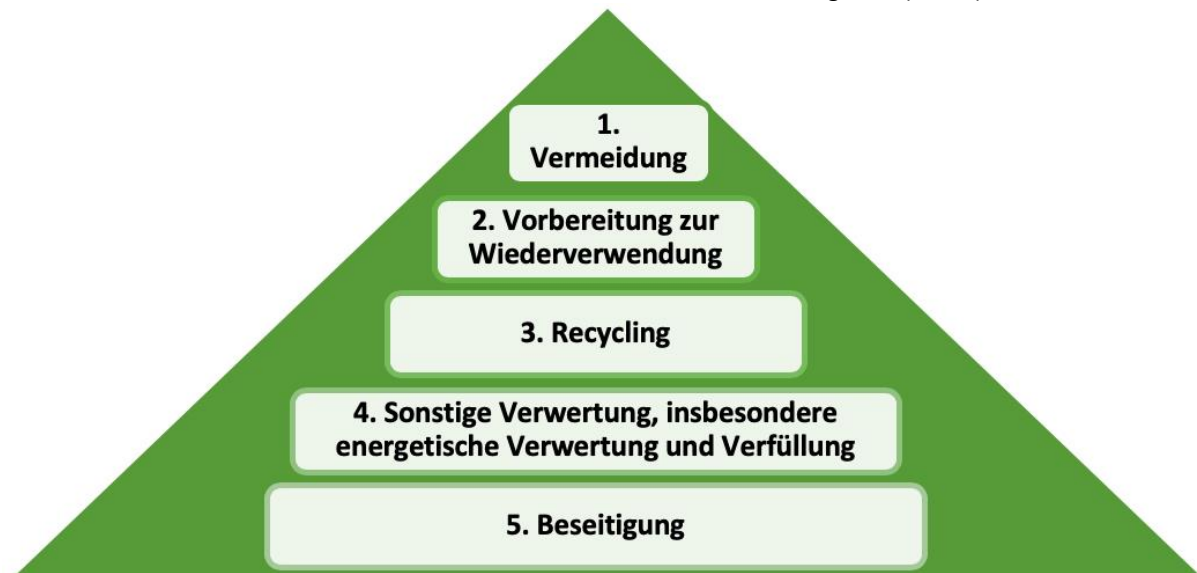 1.
Vermeidung
2. Vorbereitung zur
Wiederverwendung
3. Recycling
4. Sonstige Verwertung, insbesondere
energetische Verwertung und Verfüllung
5. Beseitigung